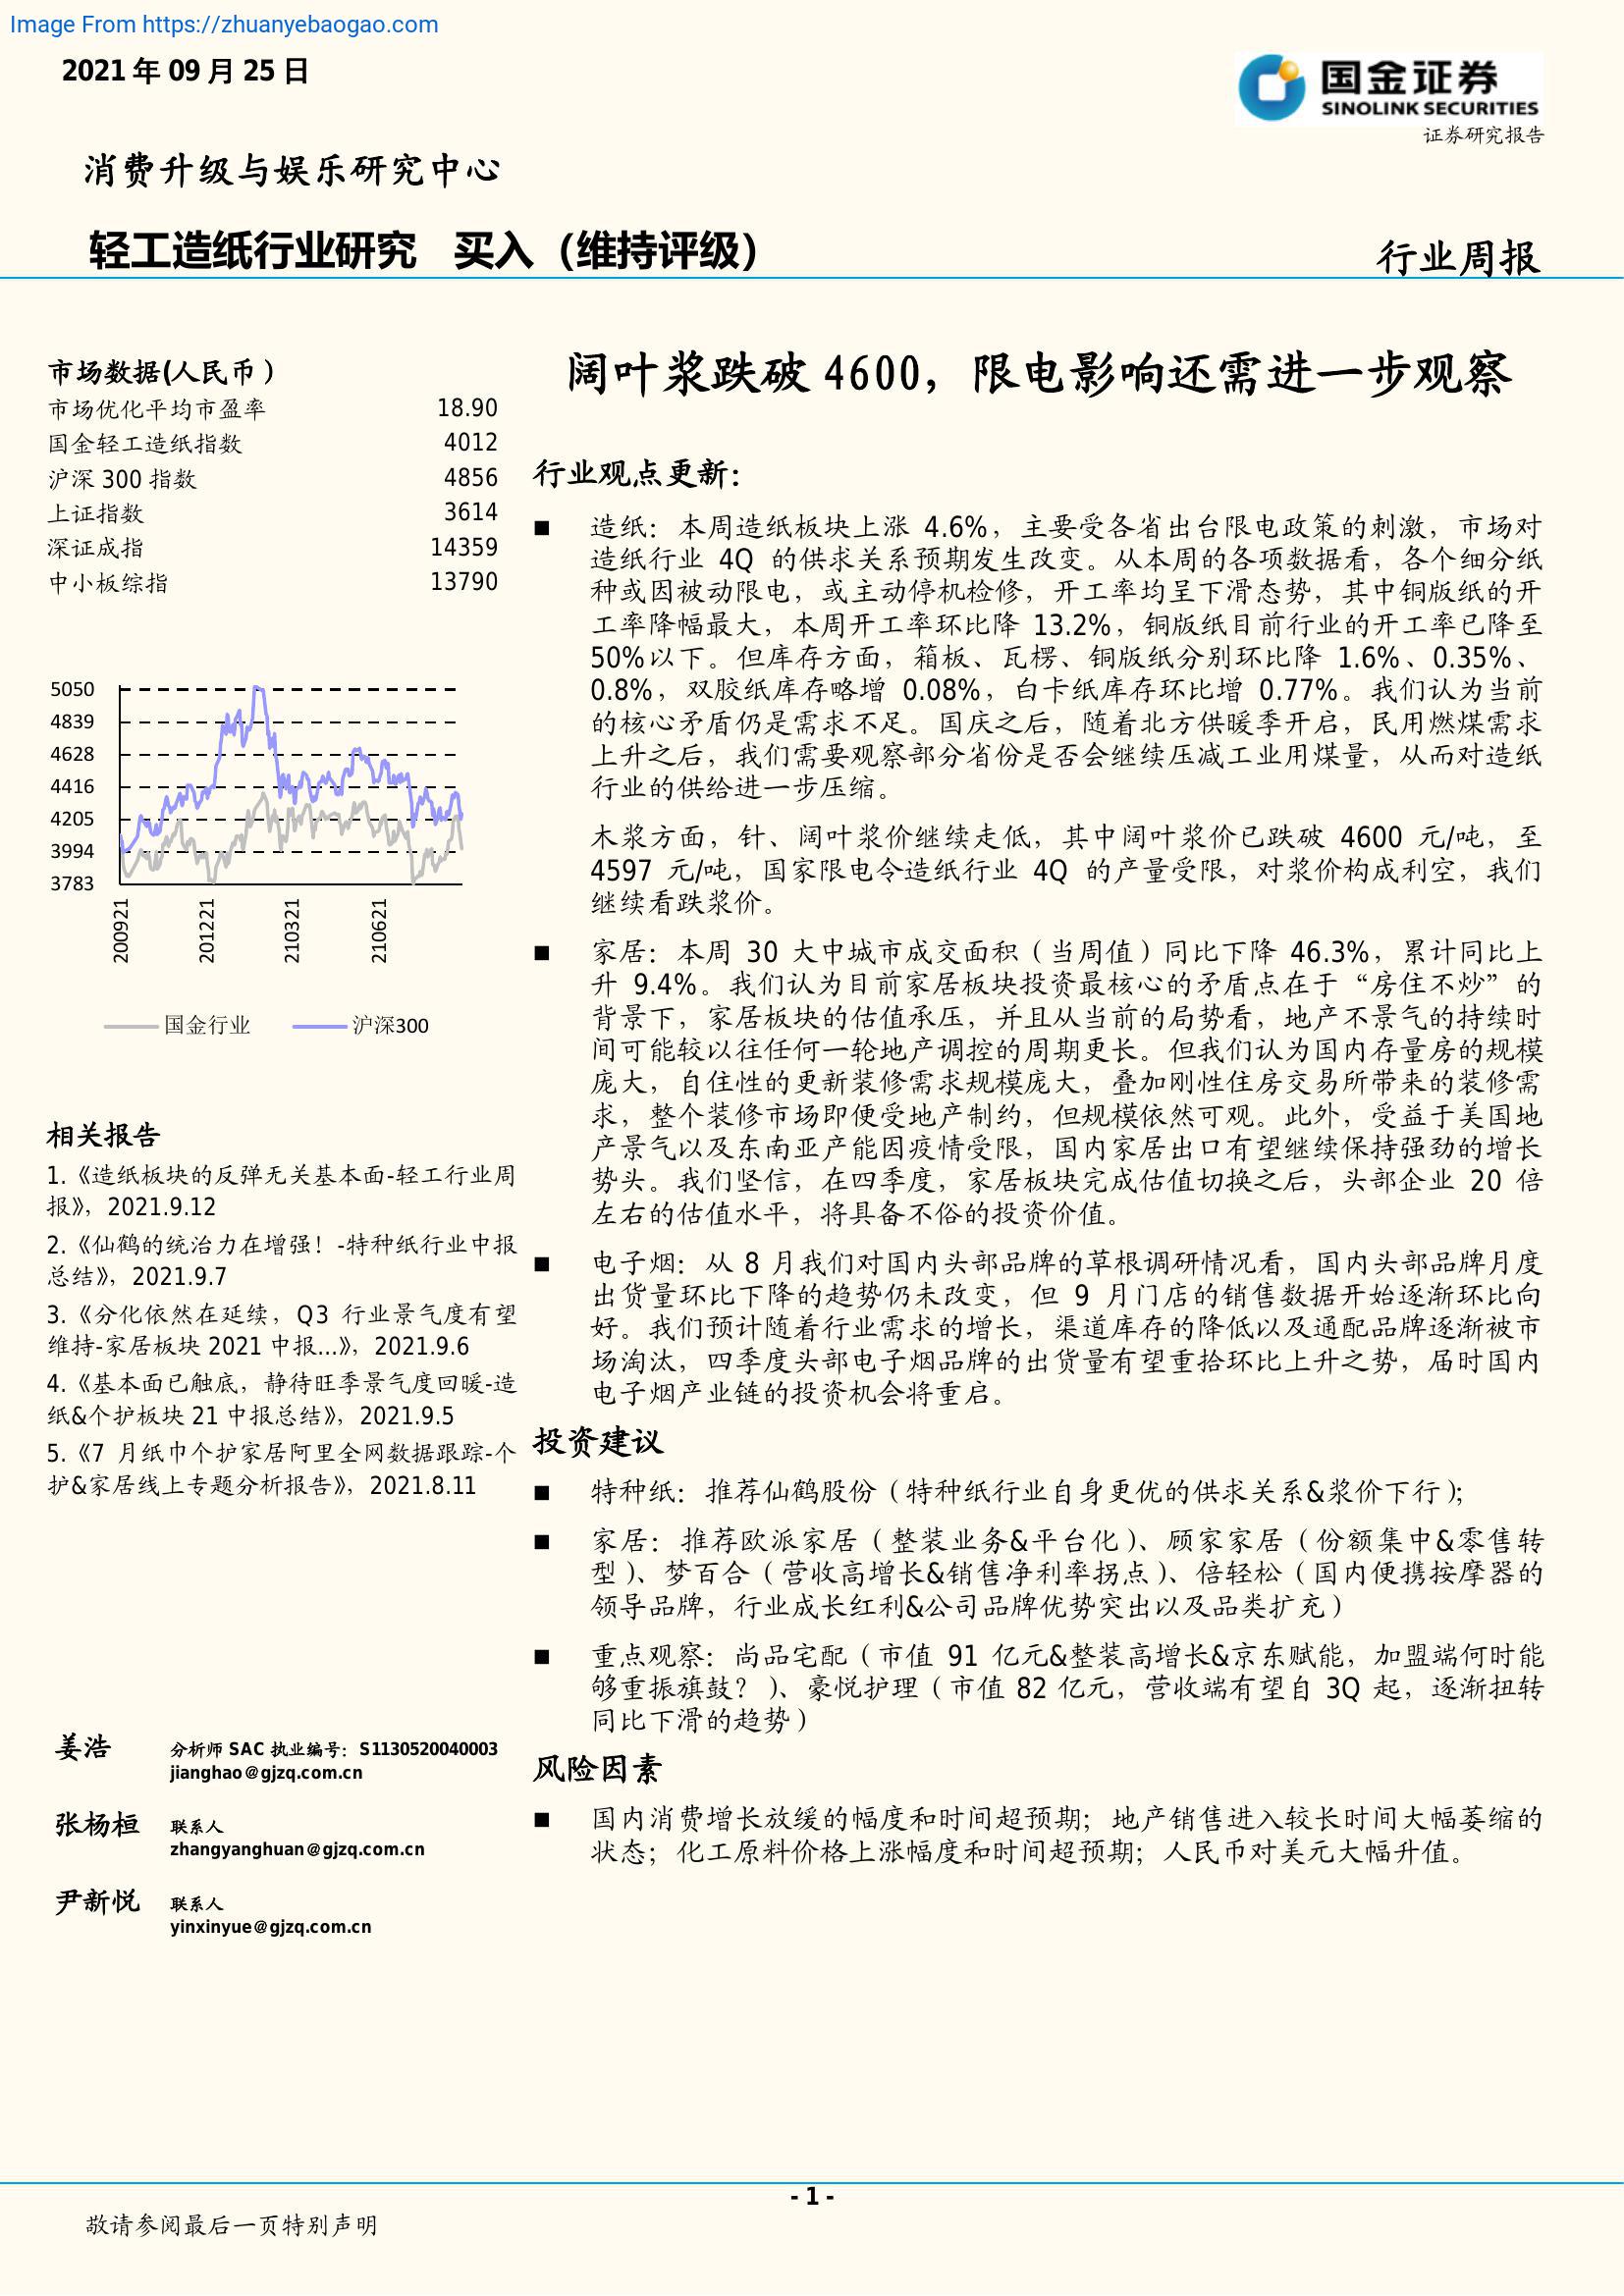 Image From https://zhuanyebaogao.com
2021 年 09 月 25 日
国金证券
SINOLINK SECURITIES
证券研究报告
消费升级与娱乐研究中心
轻工造纸行业研究 买入（维持评级）
行业周报
市场数据(人民币）
市场优化平均市盈率 18.90
国金轻工造纸指数 4012
沪深 300 指数 4856
上证指数 3614
深证成指 14359
中小板综指 13790
5050
4839
4628
4416
4205
3994
3783
200921
201221
210321
210621
国金行业 沪深300
相关报告
1.《造纸板块的反弹无关基本面-轻工行业周
报》，2021.9.12
2.《仙鹤的统治力在增强！-特种纸行业中报
总结》，2021.9.7
3.《分化依然在延续，Q3 行业景气度有望
维持-家居板块 2021 中报...》，2021.9.6
4.《基本面已触底，静待旺季景气度回暖-造
纸&个护板块 21 中报总结》，2021.9.5
5.《7 月纸巾个护家居阿里全网数据跟踪-个
护&家居线上专题分析报告》，2021.8.11
姜浩 分析师 SAC 执业编号：S1130520040003
jianghao@gjzq.com.cn
张杨桓 联系人
zhangyanghuan@gjzq.com.cn
尹新悦 联系人
yinxinyue@gjzq.com.cn
阔叶浆跌破 4600，限电影响还需进一步观察
行业观点更新：
■ 造纸：本周造纸板块上涨 4.6%，主要受各省出台限电政策的刺激，市场对
造纸行业 4Q 的供求关系预期发生改变。从本周的各项数据看，各个细分纸
种或因被动限电，或主动停机检修，开工率均呈下滑态势，其中铜版纸的开
工率降幅最大，本周开工率环比降 13.2%，铜版纸目前行业的开工率已降至
50%以下。但库存方面，箱板、瓦楞、铜版纸分别环比降 1.6%、0.35%、
0.8%，双胶纸库存略增 0.08%，白卡纸库存环比增 0.77%。我们认为当前
的核心矛盾仍是需求不足。国庆之后，随着北方供暖季开启，民用燃煤需求
上升之后，我们需要观察部分省份是否会继续压减工业用煤量，从而对造纸
行业的供给进一步压缩。
木浆方面，针、阔叶浆价继续走低，其中阔叶浆价已跌破 4600 元/吨，至
4597 元/吨，国家限电令造纸行业 4Q 的产量受限，对浆价构成利空，我们
继续看跌浆价。
■ 家居：本周 30 大中城市成交面积（当周值）同比下降 46.3%，累计同比上
升 9.4%。我们认为目前家居板块投资最核心的矛盾点在于“房住不炒”的
背景下，家居板块的估值承压，并且从当前的局势看，地产不景气的持续时
间可能较以往任何一轮地产调控的周期更长。但我们认为国内存量房的规模
庞大，自住性的更新装修需求规模庞大，叠加刚性住房交易所带来的装修需
求，整个装修市场即便受地产制约，但规模依然可观。此外，受益于美国地
产景气以及东南亚产能因疫情受限，国内家居出口有望继续保持强劲的增长
势头。我们坚信，在四季度，家居板块完成估值切换之后，头部企业 20 倍
左右的估值水平，将具备不俗的投资价值。
■ 电子烟：从 8 月我们对国内头部品牌的草根调研情况看，国内头部品牌月度
出货量环比下降的趋势仍未改变，但 9 月门店的销售数据开始逐渐环比向
好。我们预计随着行业需求的增长，渠道库存的降低以及通配品牌逐渐被市
场淘汰，四季度头部电子烟品牌的出货量有望重拾环比上升之势，届时国内
电子烟产业链的投资机会将重启。
投资建议
■ 特种纸：推荐仙鹤股份（特种纸行业自身更优的供求关系&浆价下行）；
■ 家居：推荐欧派家居（整装业务&平台化）、顾家家居（份额集中&零售转
型）、梦百合（营收高增长&销售净利率拐点）、倍轻松（国内便携按摩器的
领导品牌，行业成长红利&公司品牌优势突出以及品类扩充）
■ 重点观察：尚品宅配（市值 91 亿元&整装高增长&京东赋能，加盟端何时能
够重振旗鼓？）、豪悦护理（市值 82 亿元，营收端有望自 3Q 起，逐渐扭转
同比下滑的趋势）
风险因素
■ 国内消费增长放缓的幅度和时间超预期；地产销售进入较长时间大幅萎缩的
状态；化工原料价格上涨幅度和时间超预期；人民币对美元大幅升值。
- 1 -
敬请参阅最后一页特别声明